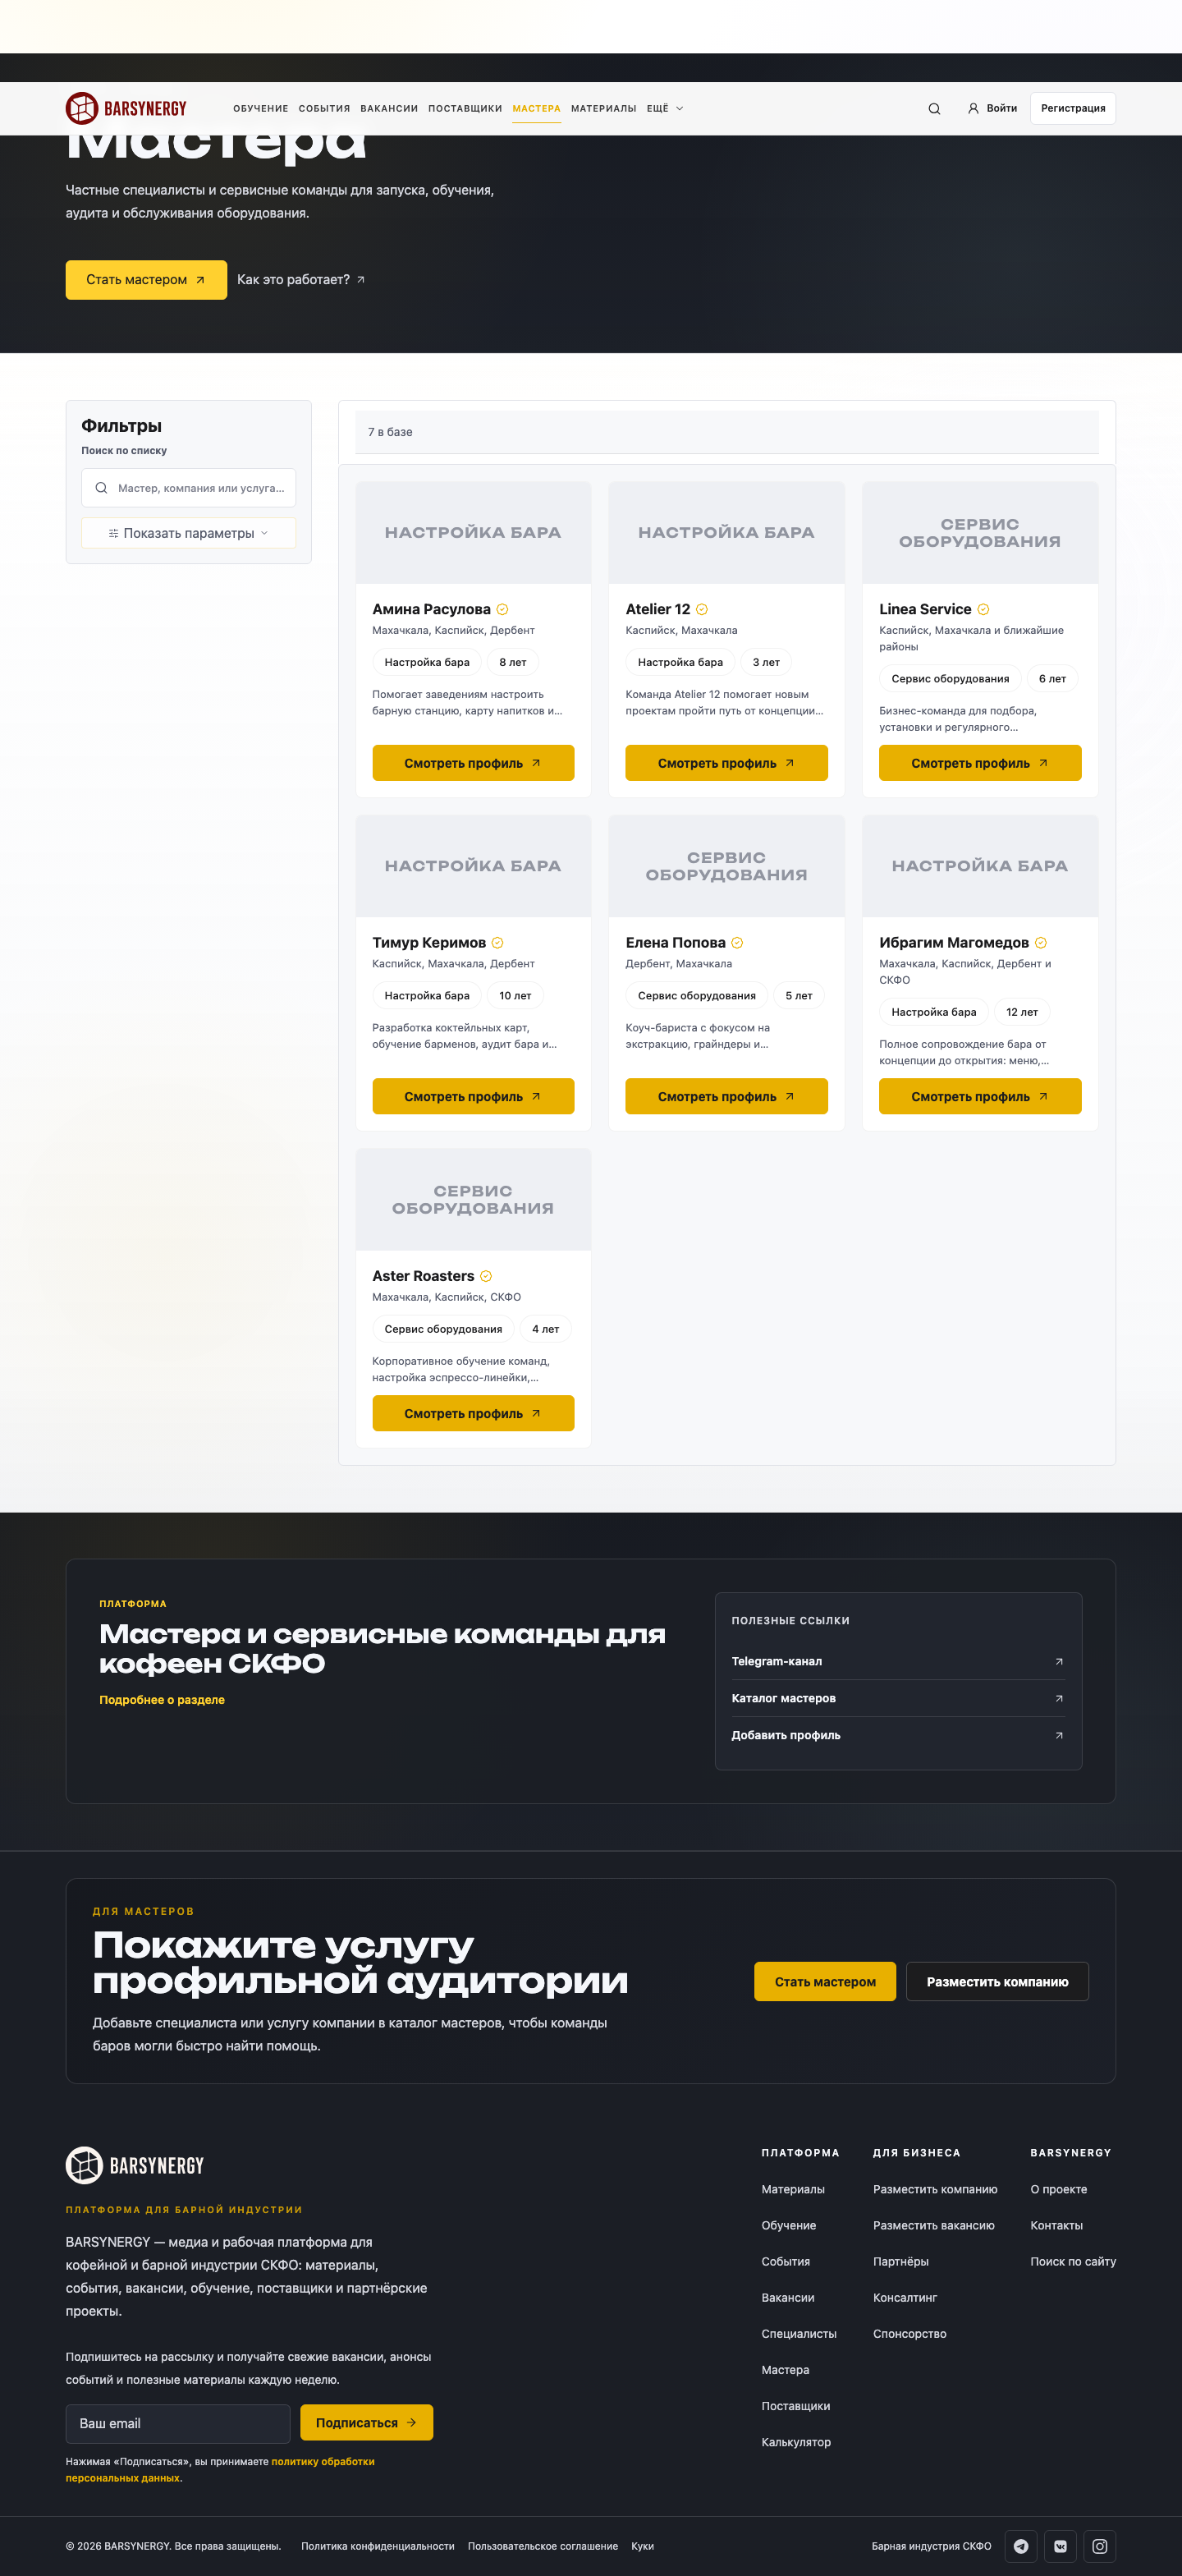 BARSYNERGY
ОБУЧЕНИЕ СОБЫТИЯ ВАКАНСИИ ПОСТАВЩИКИ МАСТЕРА МАТЕРИАЛЫ ЕЩЁ
Войти
Регистрация
Мастера
Частные специалисты и сервисные команды для запуска, обучения,
аудита и обслуживания оборудования.
Стать мастером
Как это работает?
Фильтры
Поиск по списку
Мастер, компания или услуга...
Показать параметры
7 в базе
НАСТРОЙКА БАРА
Амина Расулова
Махачкала, Каспийск, Дербент
Настройка бара
8 лет
Помогает заведениям настроить
барную станцию, карту напитков и...
Смотреть профиль
НАСТРОЙКА БАРА
Atelier 12
Каспийск, Махачкала
Настройка бара
3 лет
Команда Atelier 12 помогает новым
проектам пройти путь от концепции...
Смотреть профиль
СЕРВИС
ОБОРУДОВАНИЯ
Linea Service
Каспийск, Махачкала и ближайшие
районы
Сервис оборудования
6 лет
Бизнес-команда для подбора,
установки и регулярного...
Смотреть профиль
НАСТРОЙКА БАРА
Тимур Керимов
Каспийск, Махачкала, Дербент
Настройка бара
10 лет
Разработка коктейльных карт,
обучение барменов, аудит бара и...
Смотреть профиль
СЕРВИС
ОБОРУДОВАНИЯ
Елена Попова
Дербент, Махачкала
Сервис оборудования
5 лет
Коуч-бариста с фокусом на
экстракцию, грайндеры и...
Смотреть профиль
НАСТРОЙКА БАРА
Ибрагим Магомедов
Махачкала, Каспийск, Дербент и
СКФО
Настройка бара
12 лет
Полное сопровождение бара от
концепции до открытия: меню,...
Смотреть профиль
СЕРВИС
ОБОРУДОВАНИЯ
Aster Roasters
Махачкала, Каспийск, СКФО
Сервис оборудования
4 лет
Корпоративное обучение команд,
настройка эспрессо-линейки,...
Смотреть профиль
ПЛАТФОРМА
Мастера и сервисные команды для
кофеен СКФО
Подробнее о разделе
ПОЛЕЗНЫЕ ССЫЛКИ
Telegram-канал
Каталог мастеров
Добавить профиль
ДЛЯ МАСТЕРОВ
Покажите услугу
профильной аудитории
Добавьте специалиста или услугу компании в каталог мастеров, чтобы команды
баров могли быстро найти помощь.
Стать мастером
Разместить компанию
BARSYNERGY
ПЛАТФОРМА ДЛЯ БАРНОЙ ИНДУСТРИИ
BARSYNERGY — медиа и рабочая платформа для
кофейной и барной индустрии СКФО: материалы,
события, вакансии, обучение, поставщики и партнёрские
проекты.
Подпишитесь на рассылку и получайте свежие вакансии, анонсы
событий и полезные материалы каждую неделю.
Ваш email
Подписаться
Нажимая «Подписаться», вы принимаете политику обработки
персональных данных.
ПЛАТФОРМА
Материалы
Обучение
События
Вакансии
Специалисты
Мастера
Поставщики
Калькулятор
ДЛЯ БИЗНЕСА
Разместить компанию
Разместить вакансию
Партнёры
Консалтинг
Спонсорство
BARSYNERGY
О проекте
Контакты
Поиск по сайту
© 2026 BARSYNERGY. Все права защищены.
Политика конфиденциальности
Пользовательское соглашение
Куки
Барная индустрия СКФО